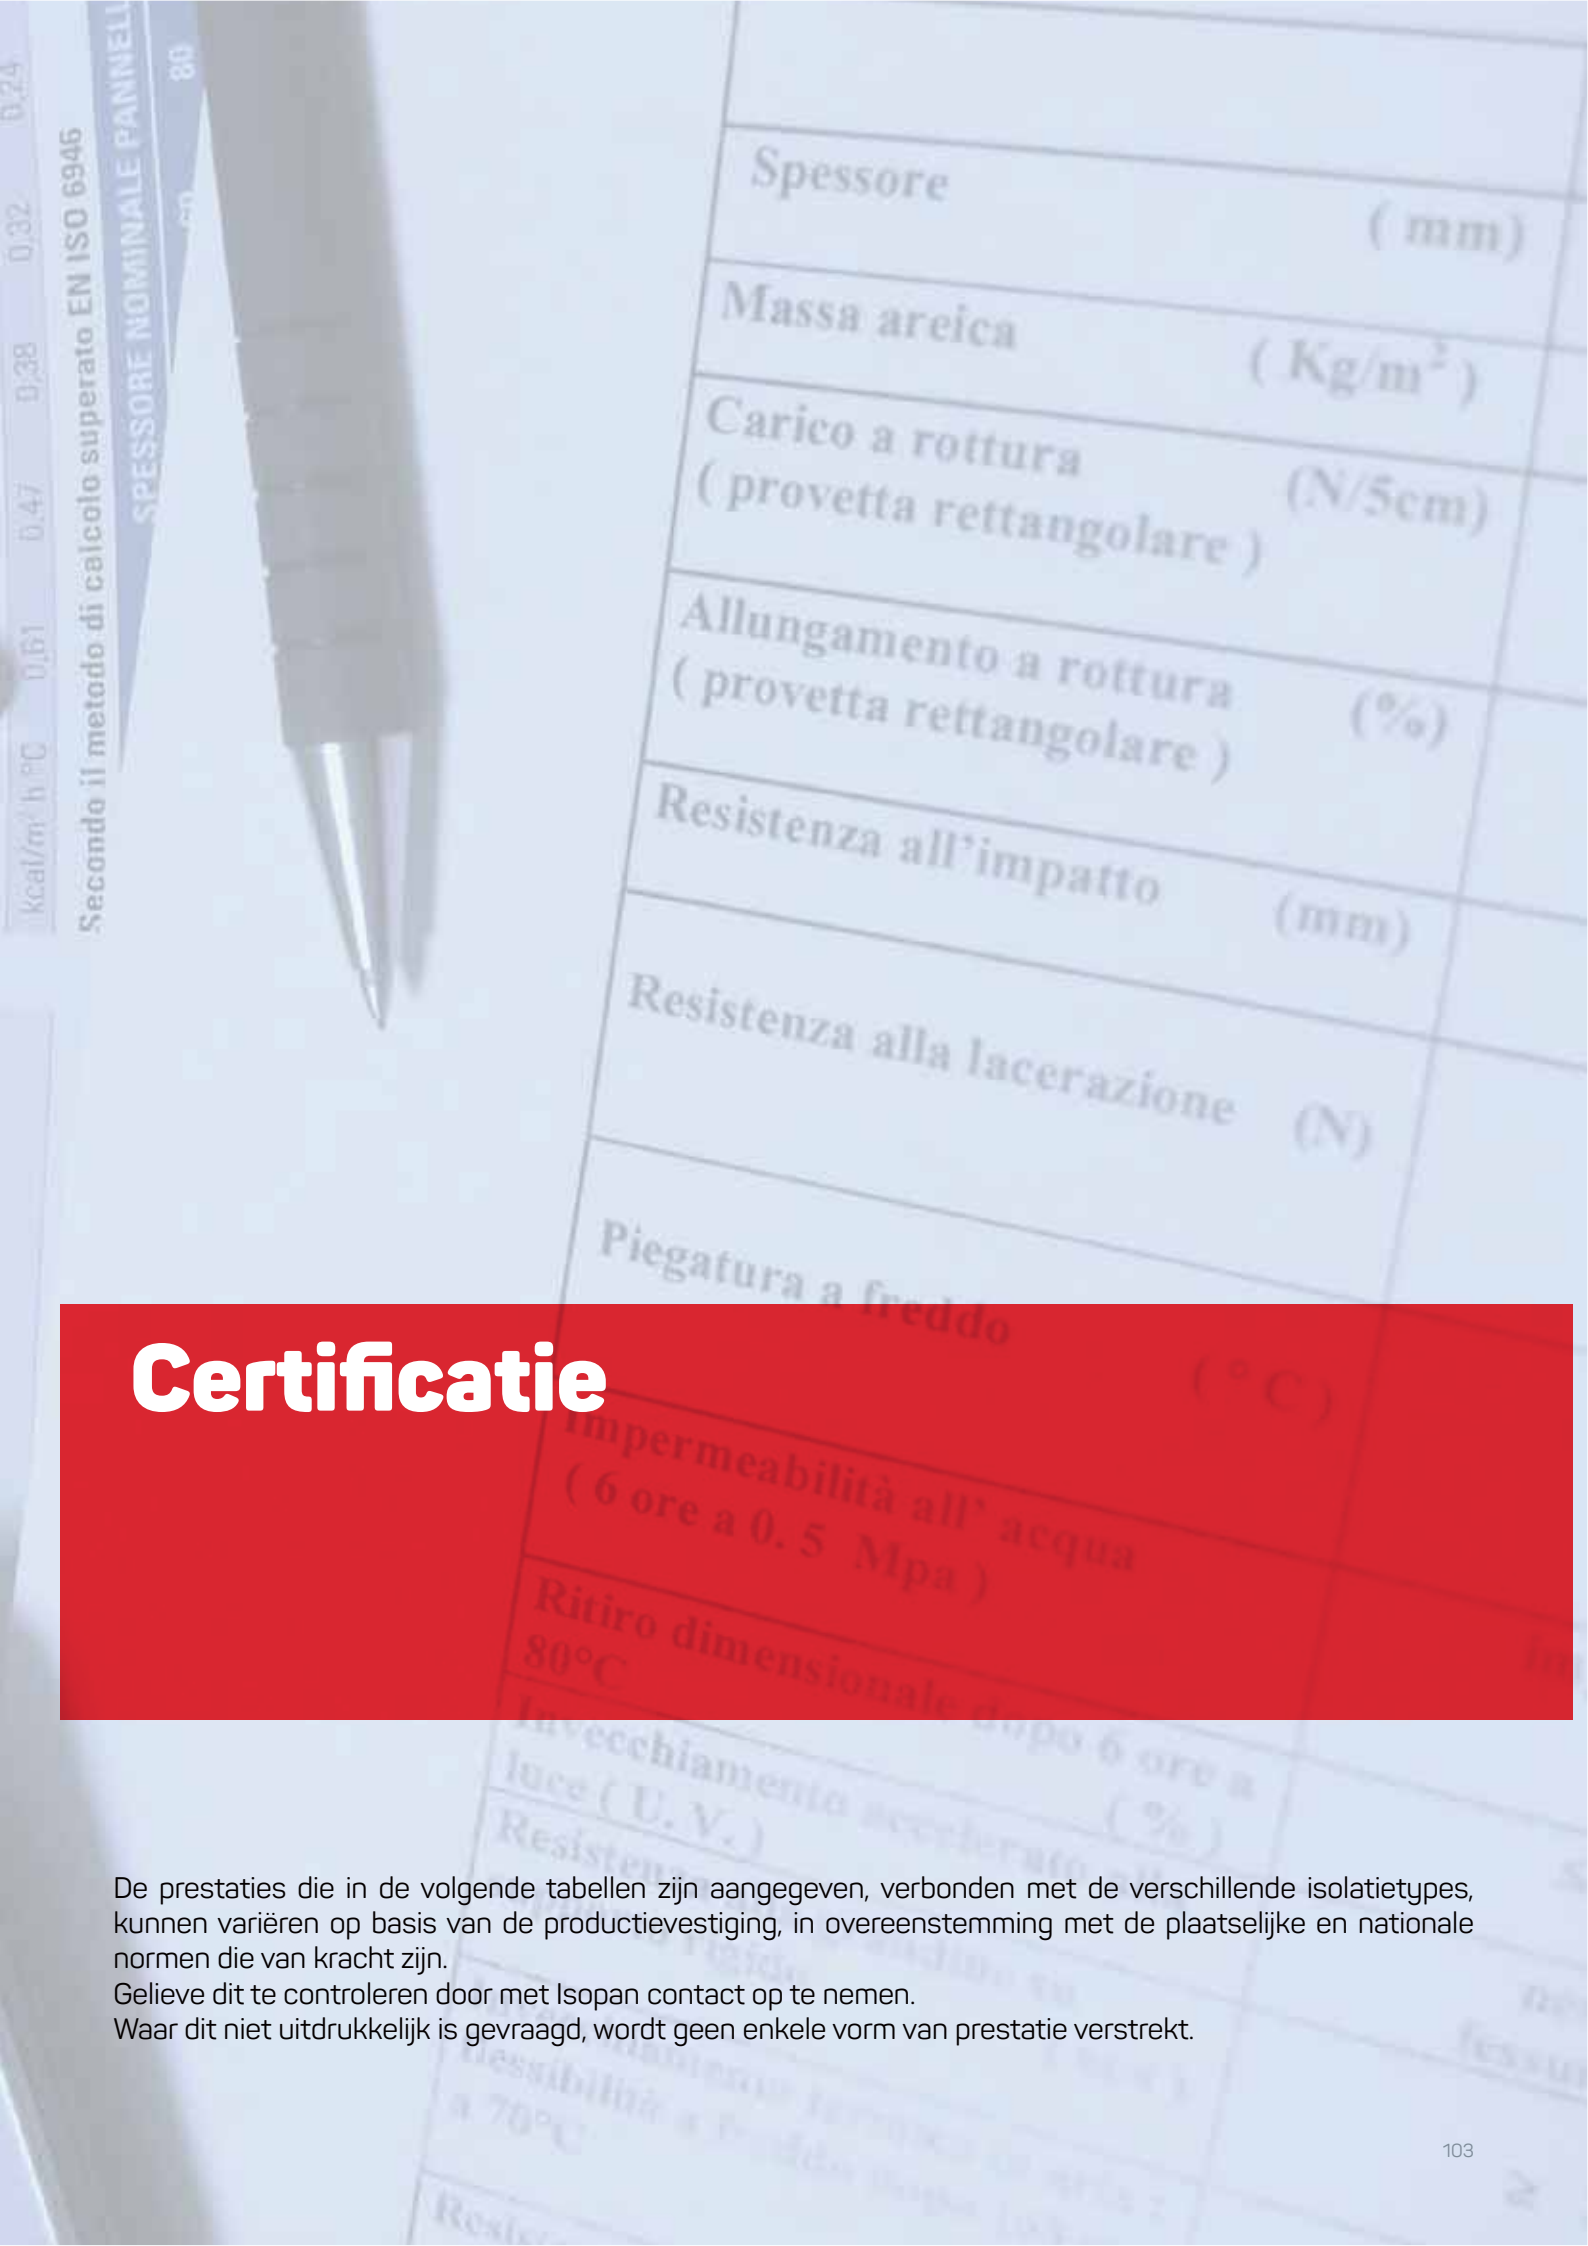 0,24
0,32
0,38
0,47
0,61
kcal/m² h °C
Secondo il metodo di calcolo superato EN ISO 6946
SPESSORE NOMINALE
80
Spessore ( mm)
Massa areica ( Kg/m² )
Carico a rottura (N/5cm)
( provetta rettangolare )
Allungamento a rottura (%)
( provetta rettangolare )
Resistenza all'impatto (mm)
Resistenza alla lacerazione (N)
Piegatura a freddo
( ° C )
Certificatie
Impermeabilità all' acqua
( 6 ore a 0. 5 Mpa )
Ritiro dimensionale dopo 6 ore a
80°C ( % )
Invecchiamento accelerato alla
luce ( U. V. )
De prestaties die in de volgende tabellen zijn aangegeven, verbonden met de verschillende isolatietypes,
kunnen variëren op basis van de productievestiging, in overeenstemming met de plaatselijke en nationale
normen die van kracht zijn.
Gelieve dit te controleren door met Isopan contact op te nemen.
Waar dit niet uitdrukkelijk is gevraagd, wordt geen enkele vorm van prestatie verstrekt.
a 70°C
103
≥